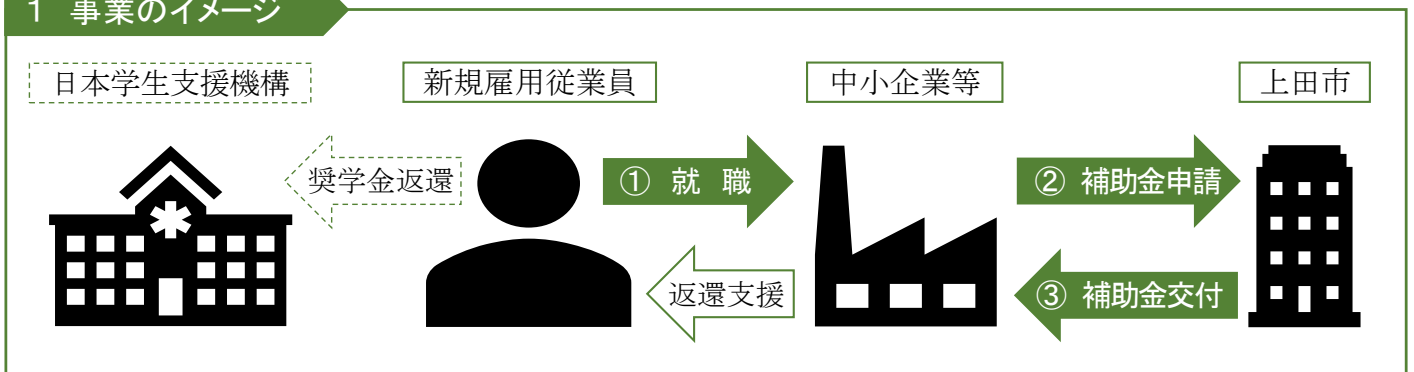 1 事業のイメージ
日本学生支援機構
新規雇用従業員
中小企業等
上田市
奨学金返還
① 就 職
② 補助金申請
返還支援
③ 補助金交付